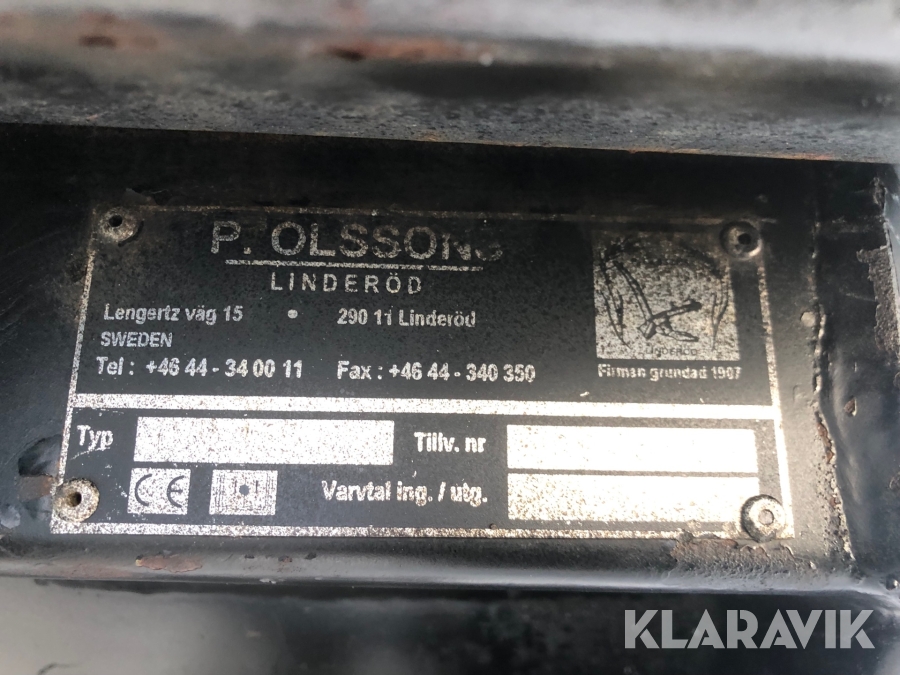 P. OLSSONS
LINDERÖD
Lengertz väg 15 • 290 11 Linderöd
SWEDEN
Tel : +46 44 - 34 00 11 Fax : +46 44 - 340 350
Firman grundad 1907
Typ Tillv. nr
CE Varvtal ing. / utg.
KLARAVIK